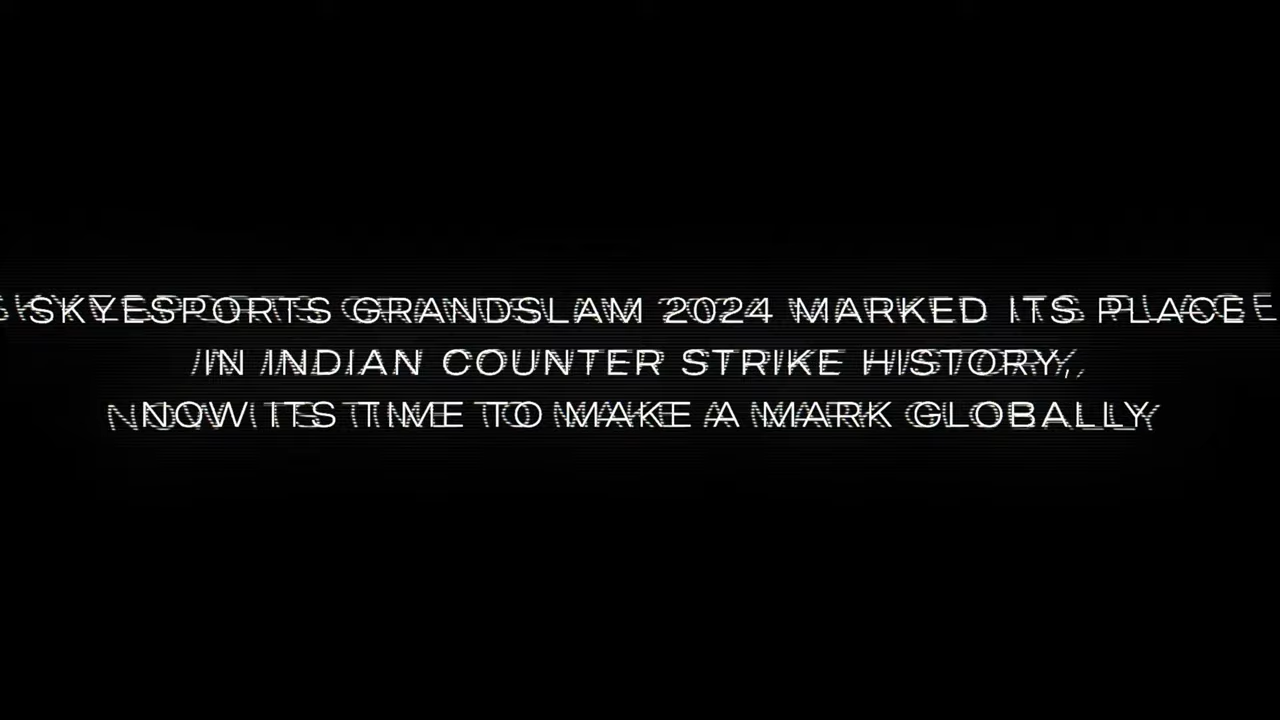 SKYESPORTS GRANDSLAM 2024 MARKED ITS PLACE
IN INDIAN COUNTER STRIKE HISTORY,
NOW ITS TIME TO MAKE A MARK GLOBALLY